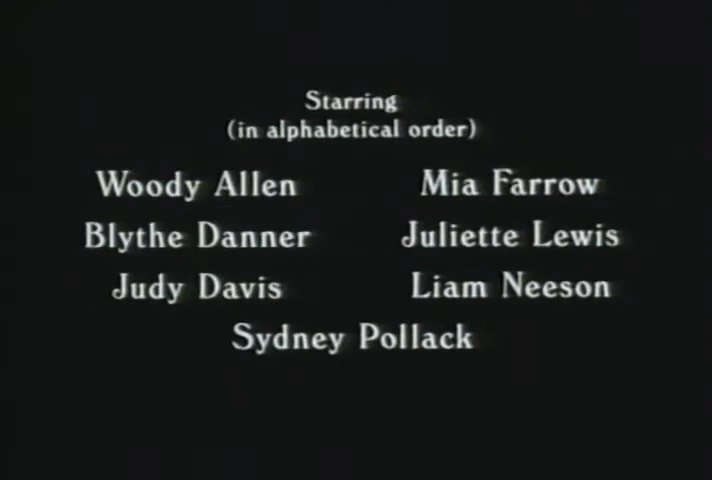 Starring
(in alphabetical order)
Woody Allen
Mia Farrow
Blythe Danner
Juliette Lewis
Judy Davis
Liam Neeson
Sydney Pollack